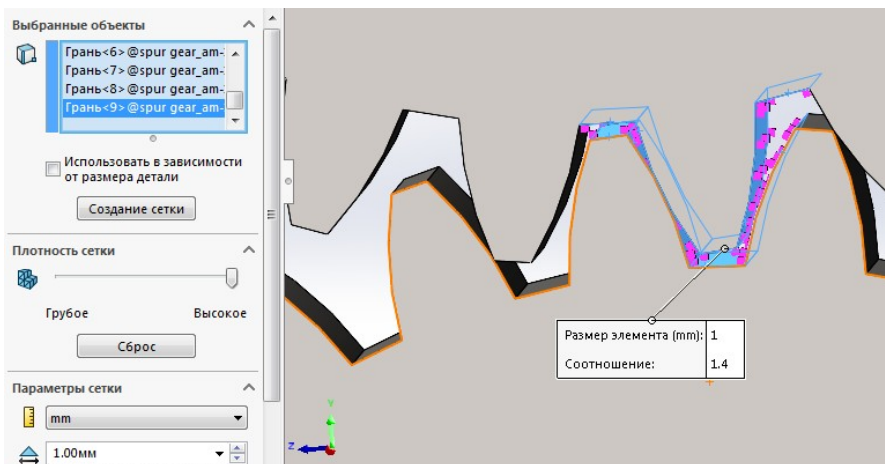 Выбранные объекты
Грань<6>@spur gear_am-
Грань<7>@spur gear_am-
Грань<8>@spur gear_am-
Грань<9>@spur gear_am-
Использовать в зависимости
от размера детали
Создание сетки
Плотность сетки
Грубое Высокое
Сброс
Параметры сетки
mm
1.00мм
Размер элемента (mm): 1
Соотношение: 1.4
Y
Z